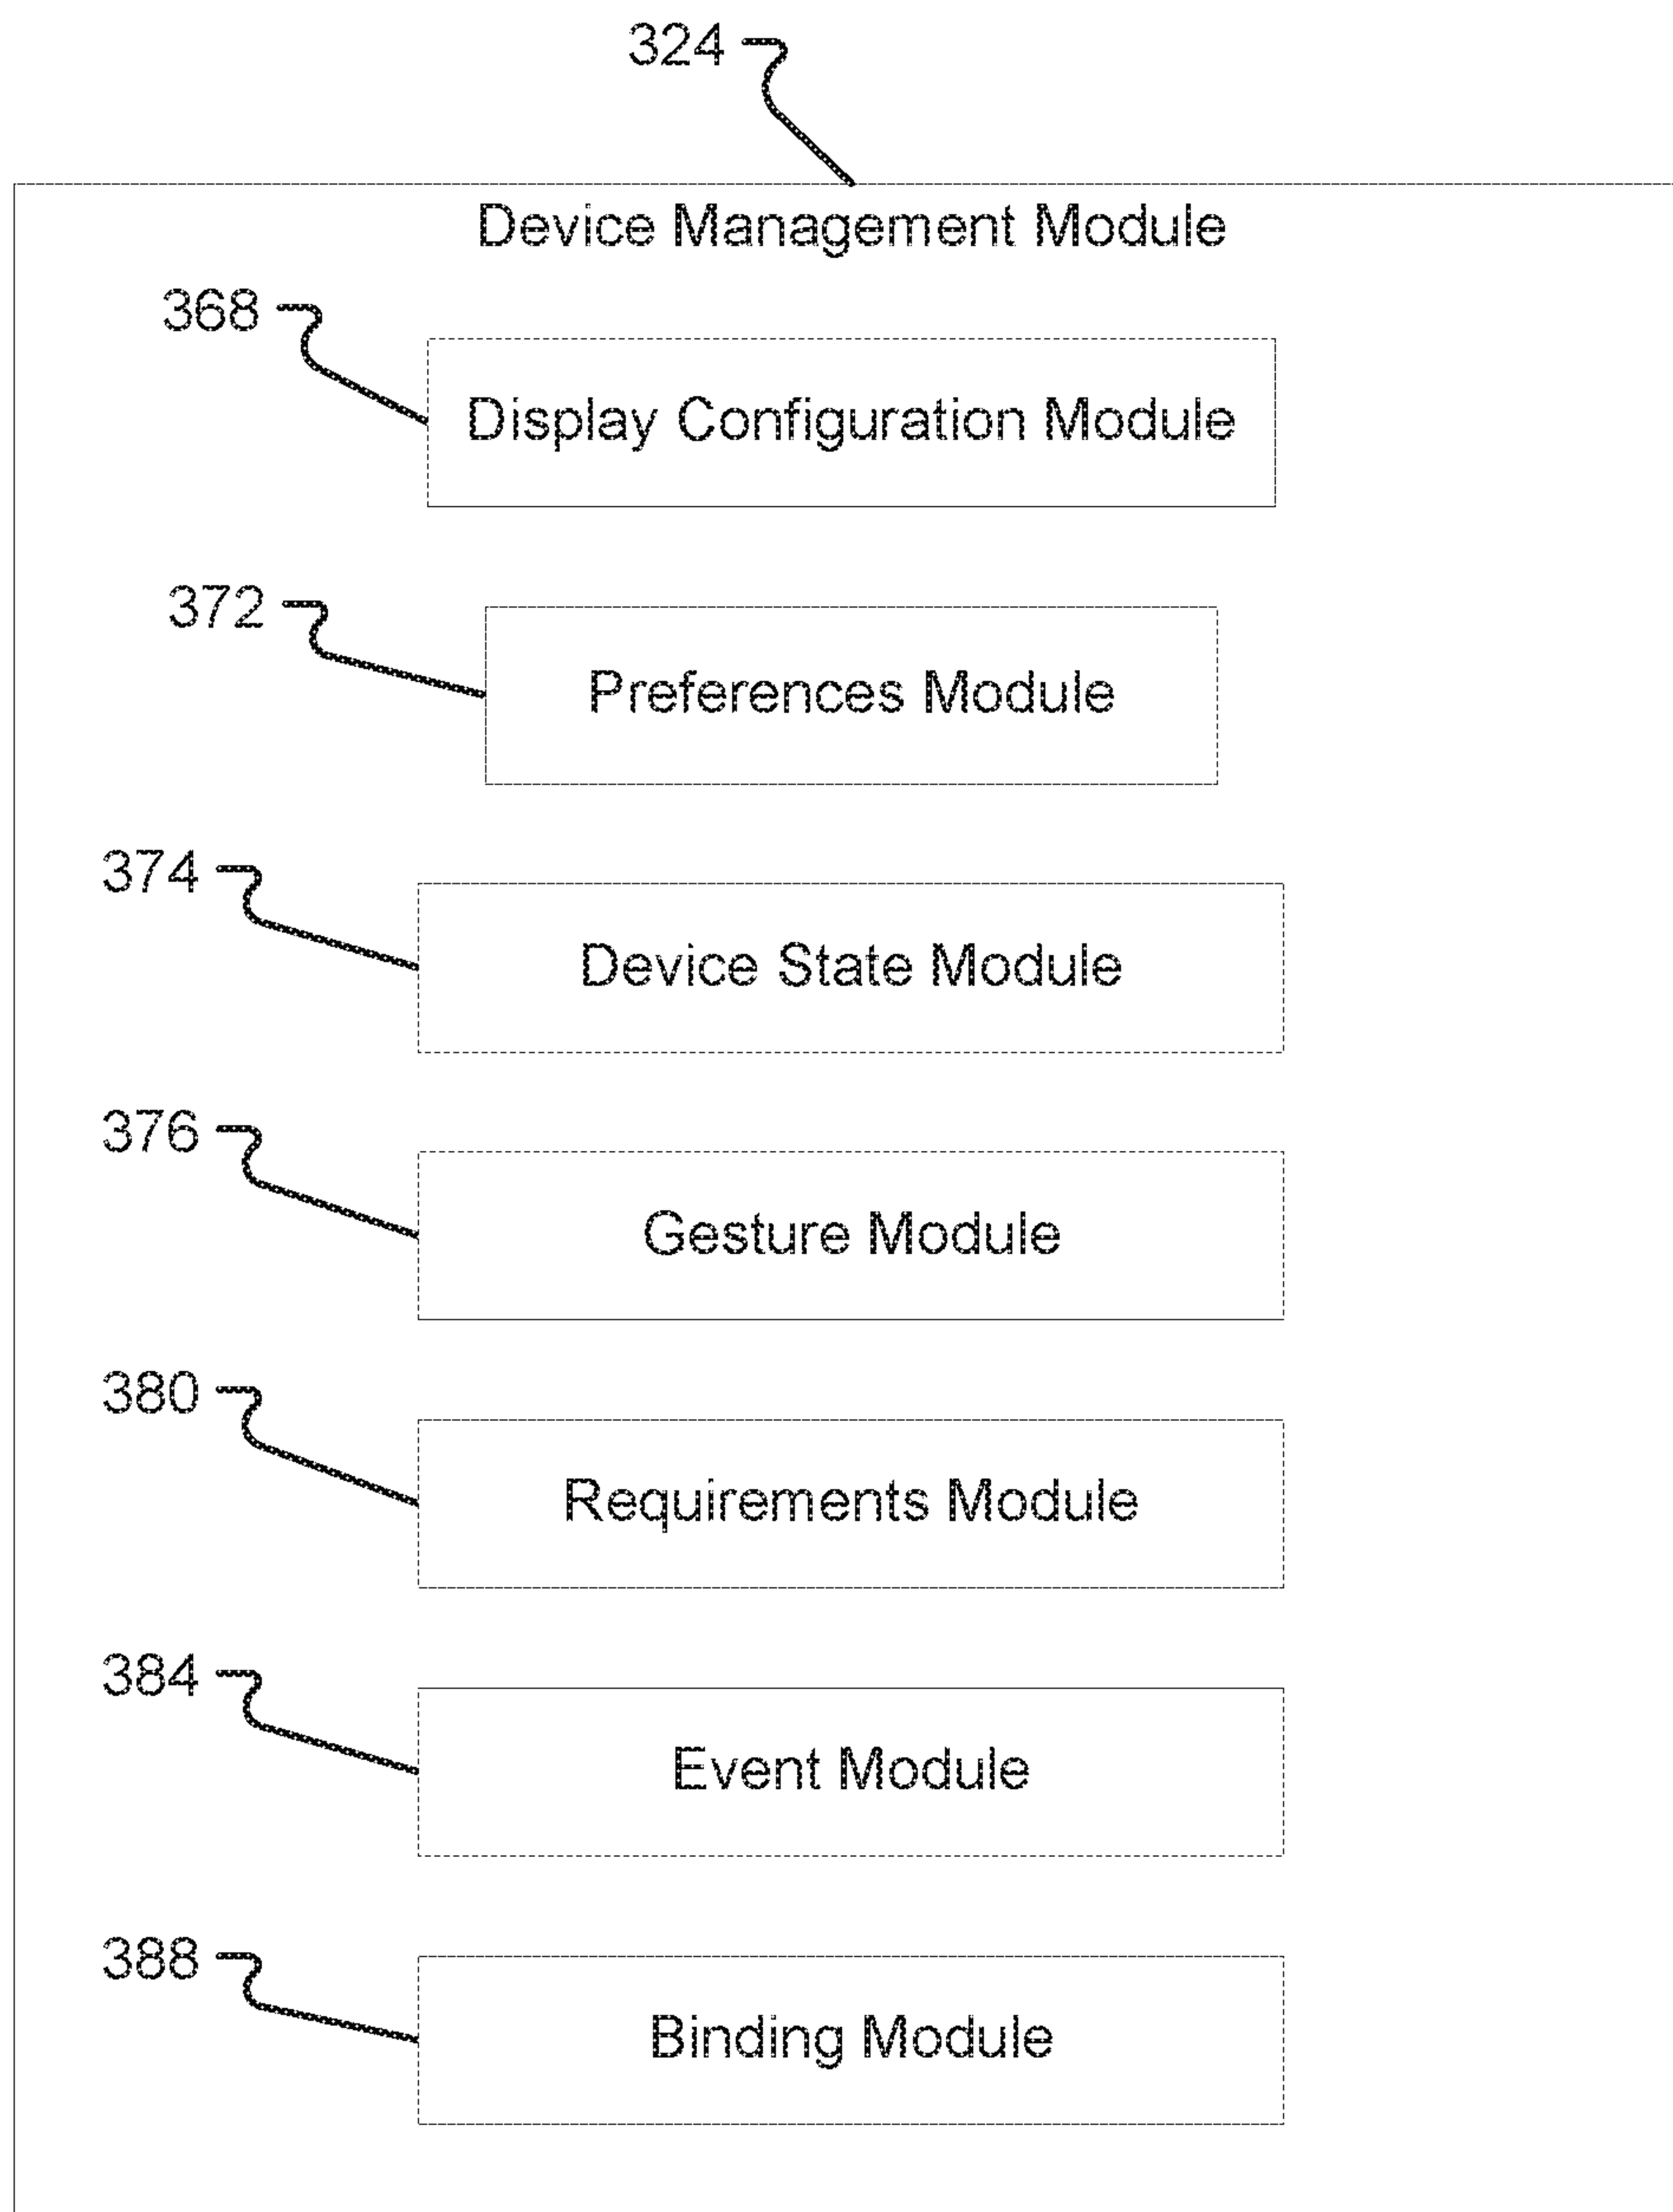 324
Device Management Module
368
Display Configuration Module
372
Preferences Module
374
Device State Module
376
Gesture Module
380
Requirements Module
384
Event Module
388
Binding Module